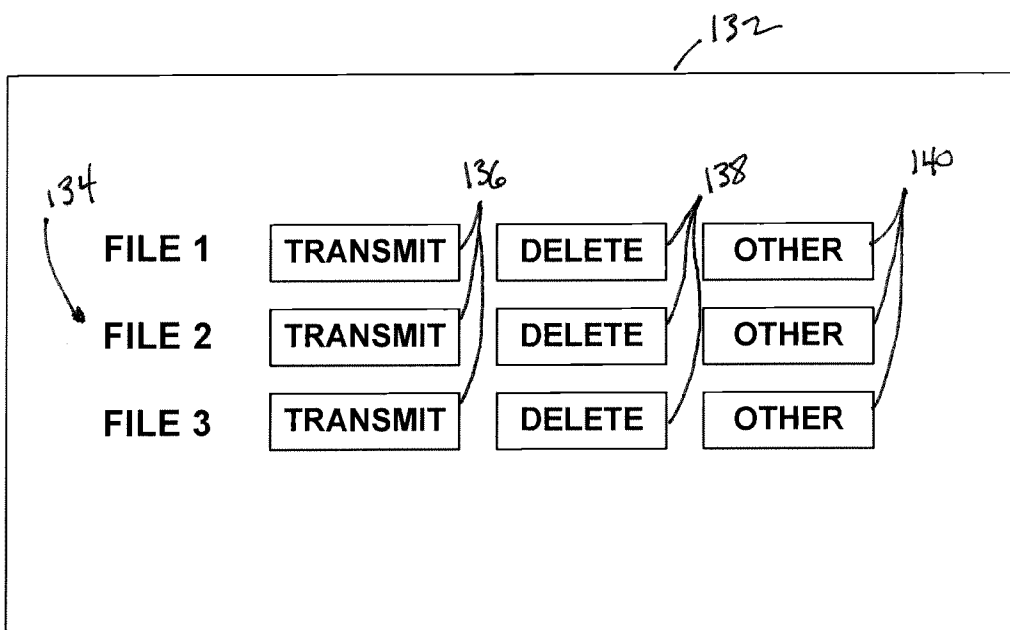 132
134
136
138
140
FILE 1 TRANSMIT DELETE OTHER
FILE 2 TRANSMIT DELETE OTHER
FILE 3 TRANSMIT DELETE OTHER